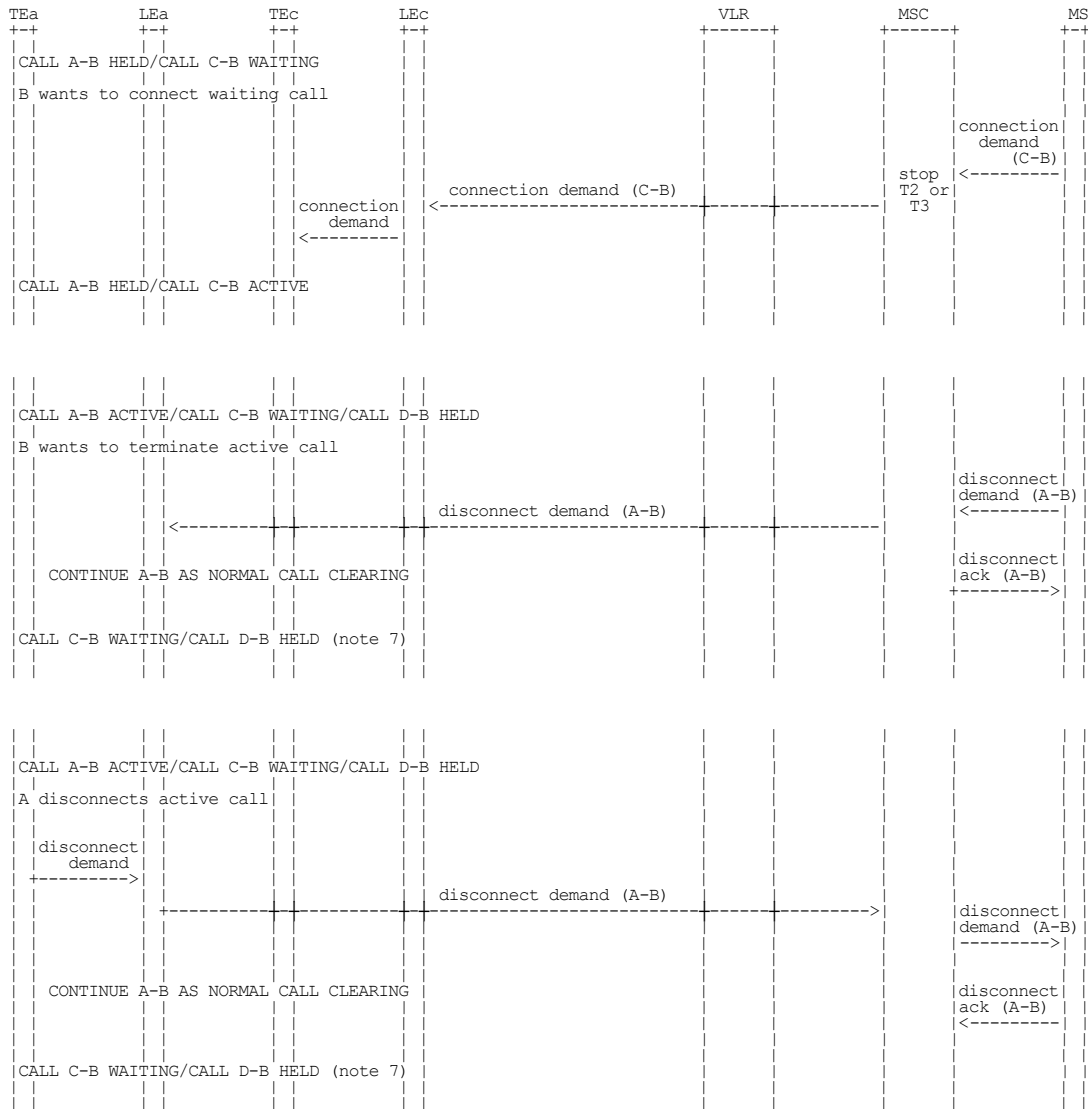 TEa LEa TEc LEc VLR MSC MS
CALL A-B HELD/CALL C-B WAITING
B wants to connect waiting call
connection
demand
(C-B)
stop
connection demand (C-B) T2 or
connection T3
demand
CALL A-B HELD/CALL C-B ACTIVE
CALL A-B ACTIVE/CALL C-B WAITING/CALL D-B HELD
B wants to terminate active call
disconnect
demand (A-B)
disconnect demand (A-B)
disconnect
CONTINUE A-B AS NORMAL CALL CLEARING ack (A-B)
CALL C-B WAITING/CALL D-B HELD (note 7)
CALL A-B ACTIVE/CALL C-B WAITING/CALL D-B HELD
A disconnects active call
disconnect
demand
disconnect demand (A-B)
disconnect
demand (A-B)
CONTINUE A-B AS NORMAL CALL CLEARING disconnect
ack (A-B)
CALL C-B WAITING/CALL D-B HELD (note 7)